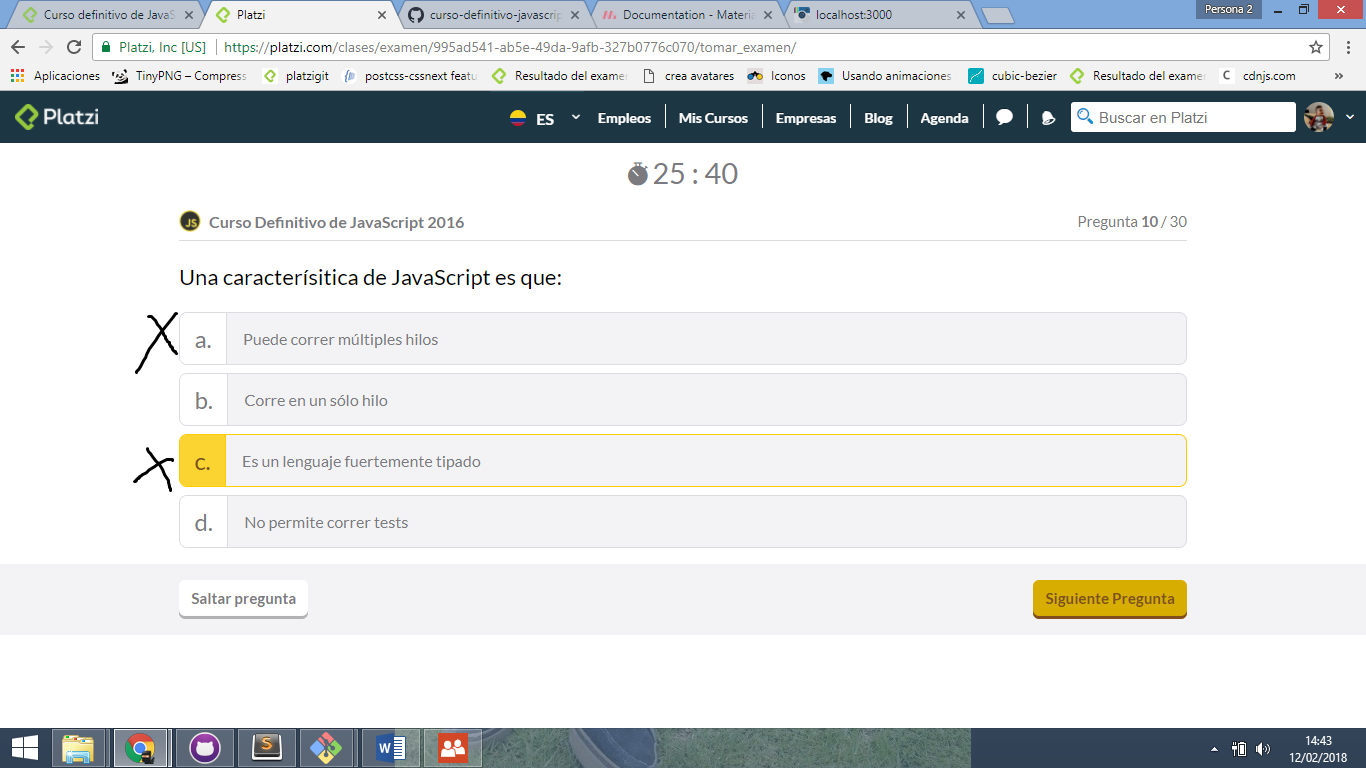 Curso definitivo de JavaS
Platzi
curso-definitivo-javascrip
Documentation - Materia
localhost:3000
Persona 2
Platzi, Inc [US]
https://platzi.com/clases/examen/995ad541-ab5e-49da-9afb-327b0776c070/tomar_examen/
Aplicaciones
TinyPNG – Compress
platzigit
postcss-cssnext featu
Resultado del examen
crea avatares
Iconos
Usando animaciones
cubic-bezier
Resultado del examen
cdnjs.com
»
Platzi
ES
Empleos
Mis Cursos
Empresas
Blog
Agenda
Buscar en Platzi
25 : 40
JS
Curso Definitivo de JavaScript 2016
Pregunta 10 / 30
Una caracterísitica de JavaScript es que:
a. Puede correr múltiples hilos
b. Corre en un sólo hilo
c. Es un lenguaje fuertemente tipado
d. No permite correr tests
Saltar pregunta
Siguiente Pregunta
14:43
12/02/2018